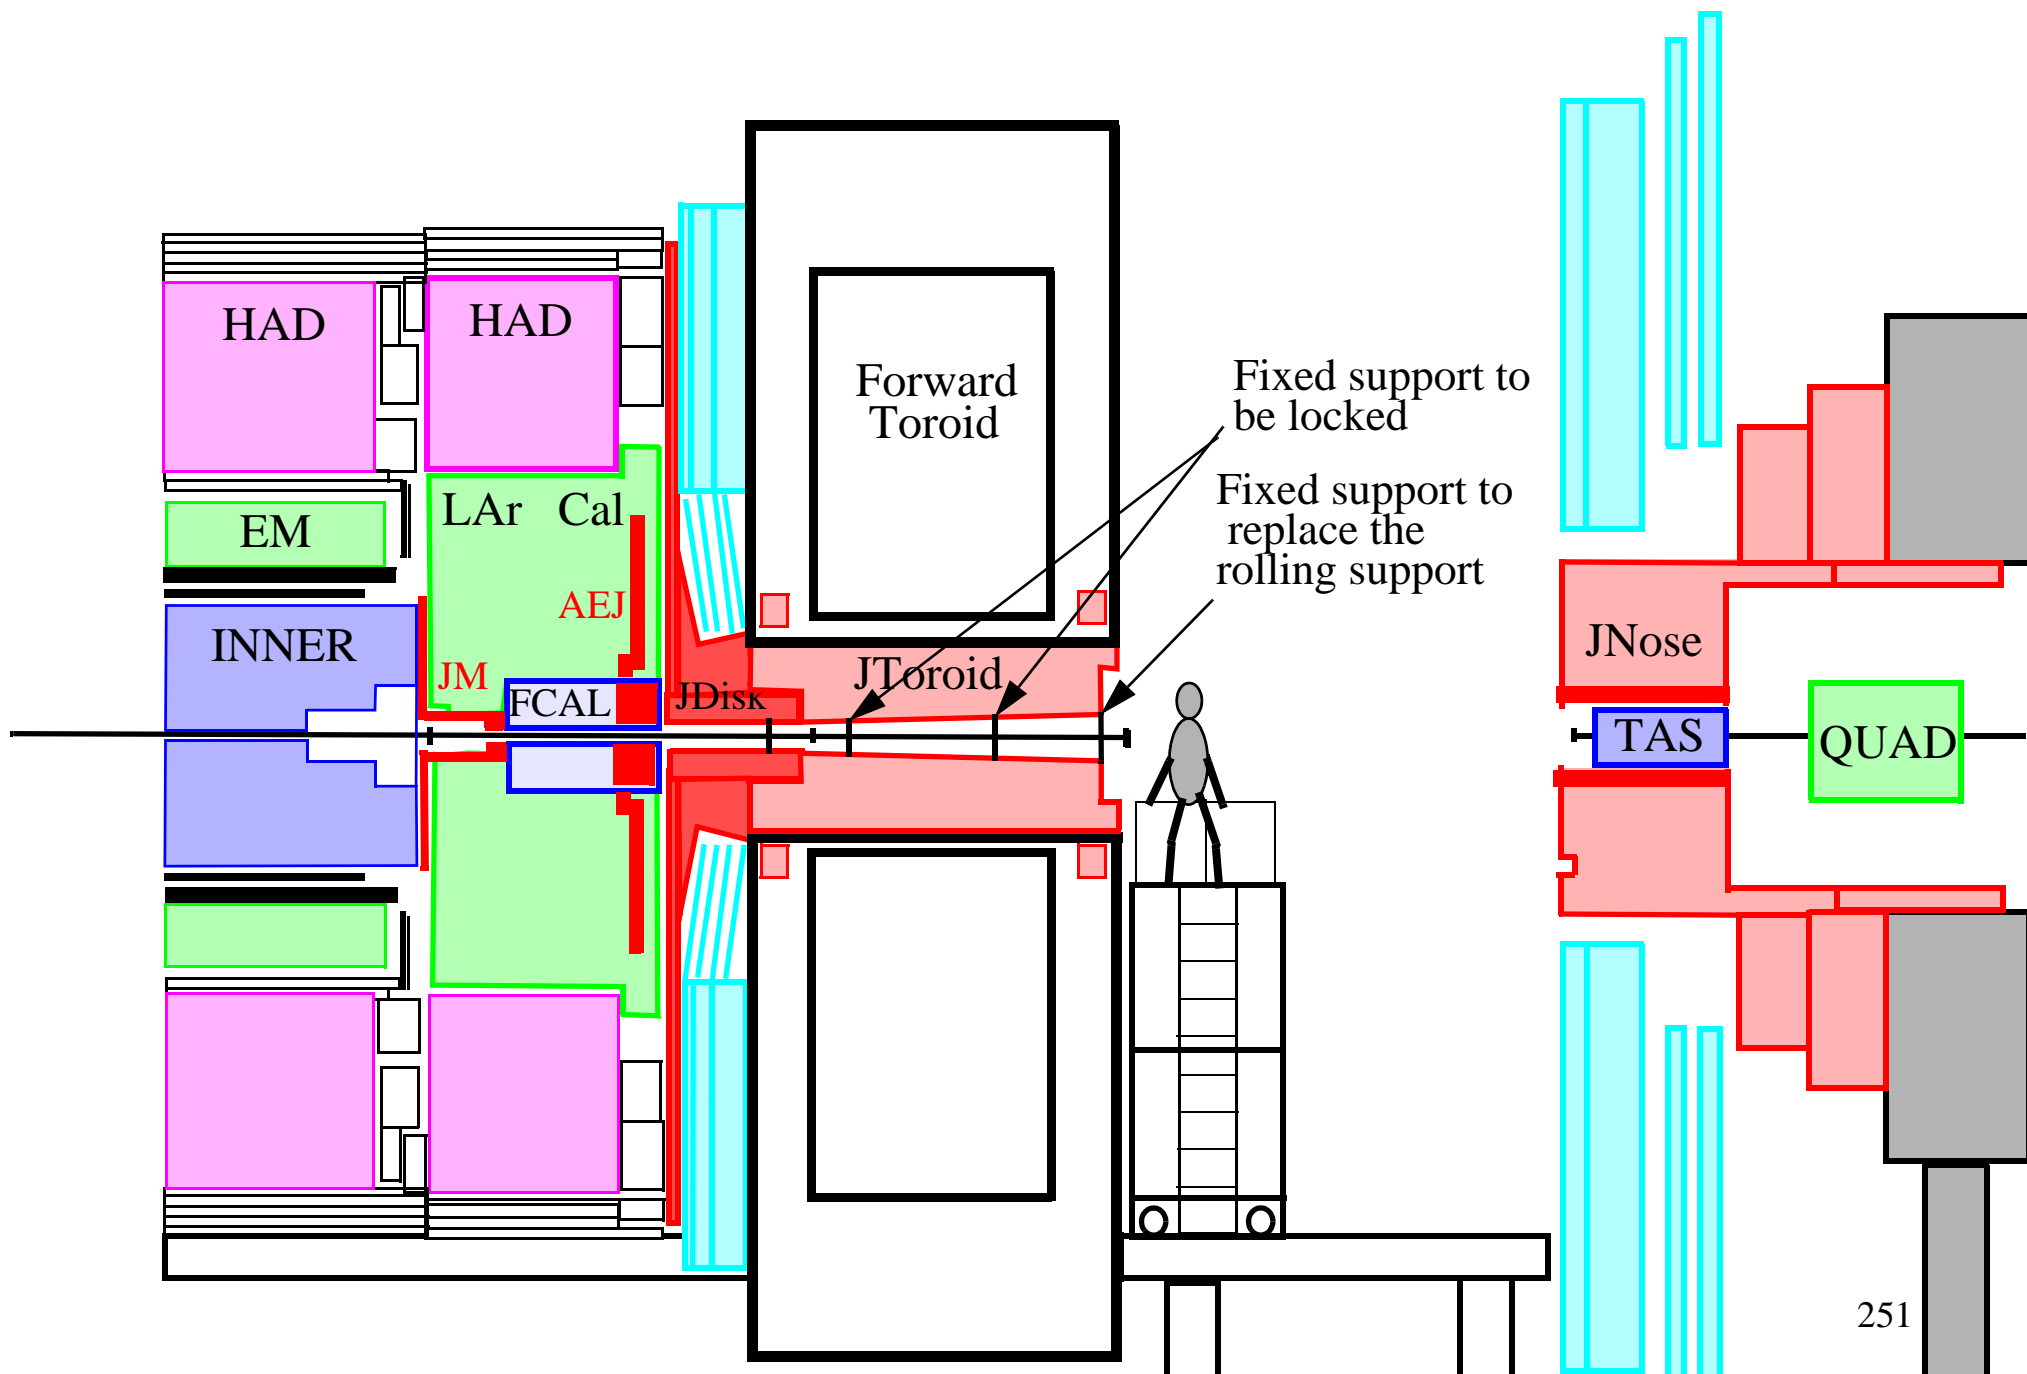 HAD
HAD
Forward
Toroid
Fixed support to
be locked
Fixed support to
replace the
rolling support
LAr Cal
EM
AEJ
INNER
JM
FCAL
JDisk
JToroid
JNose
TAS
QUAD
251